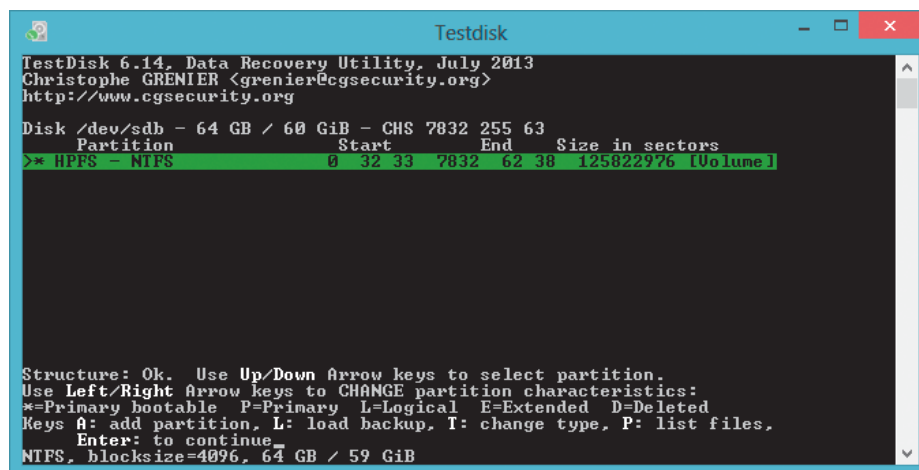 Testdisk
TestDisk 6.14, Data Recovery Utility, July 2013
Christophe GRENIER <grenier@cgsecurity.org>
http://www.cgsecurity.org
Disk /dev/sdb - 64 GB / 60 GiB - CHS 7832 255 63
Partition Start End Size in sectors
>* HPFS - NTFS 0 32 33 7832 62 38 125822976 [Volume]
Structure: Ok. Use Up/Down Arrow keys to select partition.
Use Left/Right Arrow keys to CHANGE partition characteristics:
*=Primary bootable P=Primary L=Logical E=Extended D=Deleted
Keys A: add partition, L: load backup, T: change type, P: list files,
Enter: to continue_
NTFS, blocksize=4096, 64 GB / 59 GiB